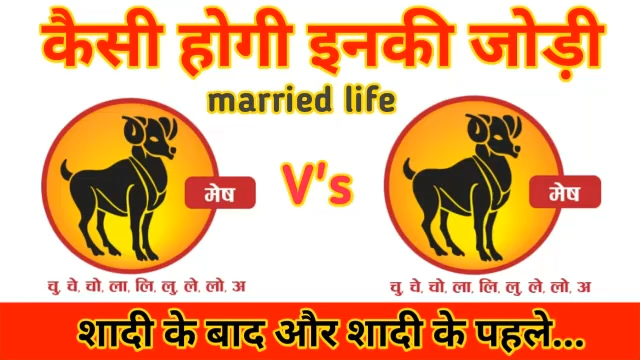 कैसी होगी इनकी जोड़ी
married life
मेष
V's
मेष
चु, चे, चो, ला, लि, लु, ले, लो, अ
चु, चे, चो, ला, लि, लु, ले, लो, अ
शादी के बाद और शादी के पहले...